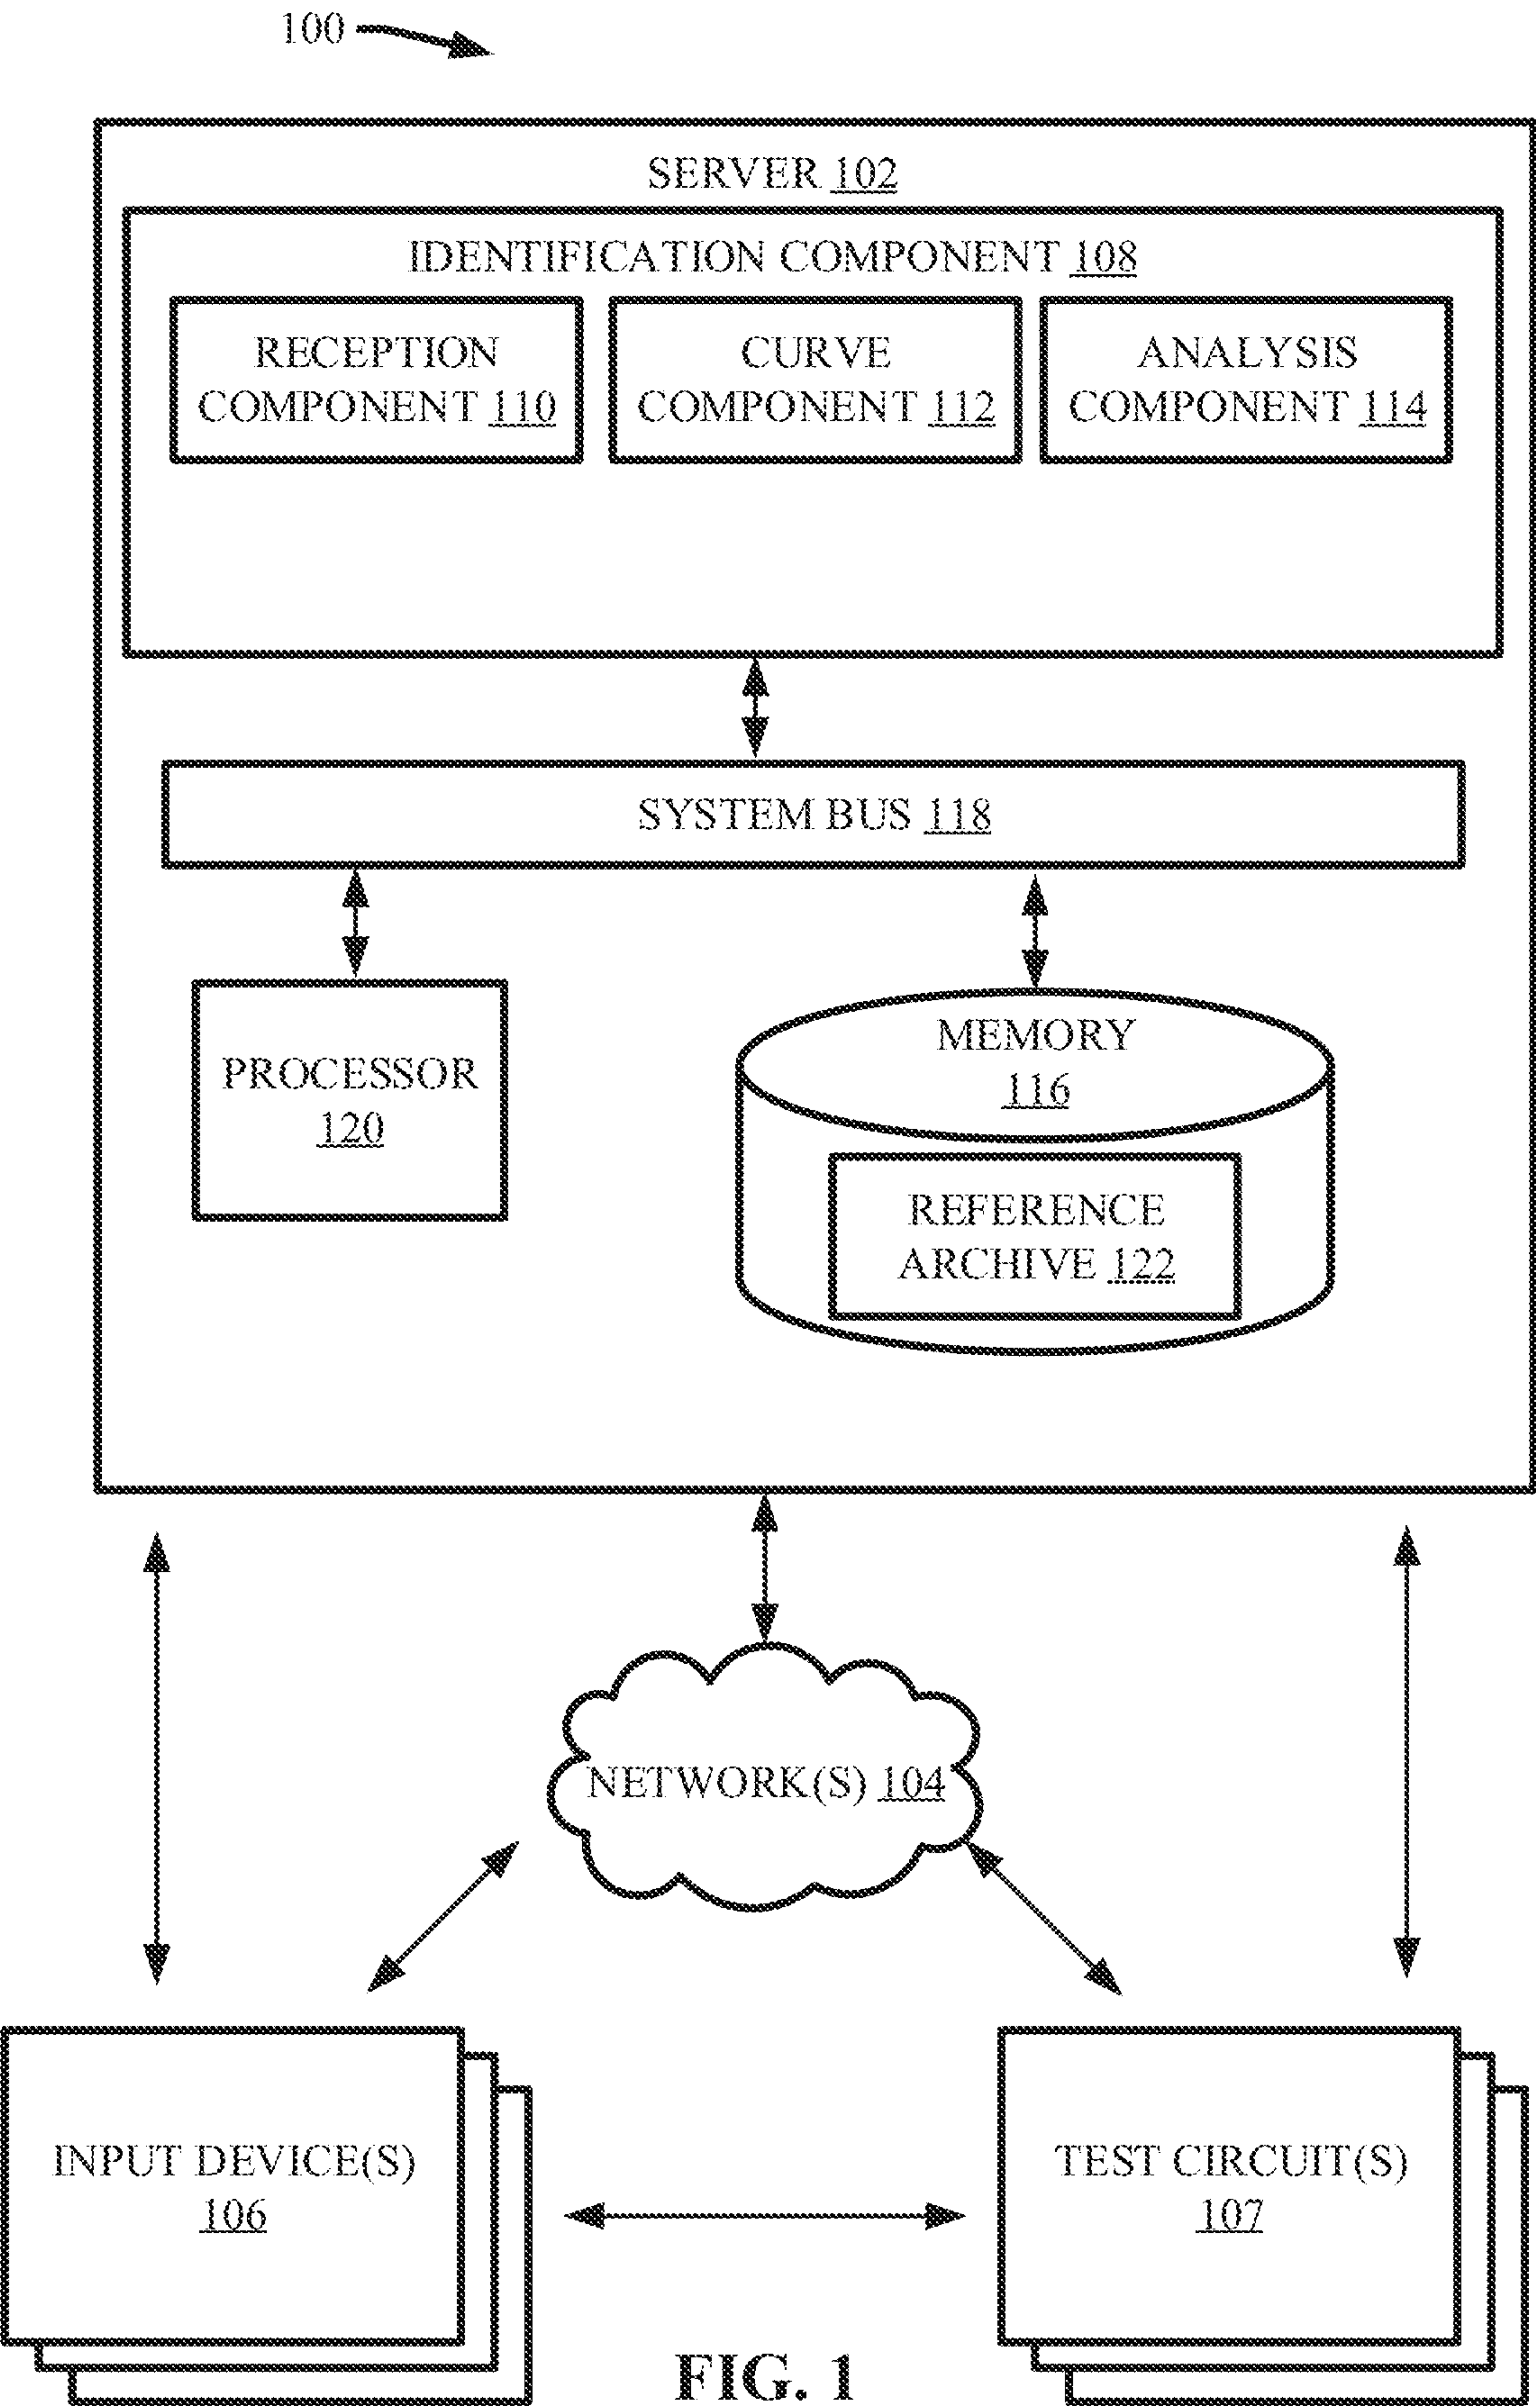 100
SERVER 102
IDENTIFICATION COMPONENT 108
RECEPTION
COMPONENT 110
CURVE
COMPONENT 112
ANALYSIS
COMPONENT 114
SYSTEM BUS 118
PROCESSOR
120
MEMORY
116
REFERENCE
ARCHIVE 122
NETWORK(S) 104
INPUT DEVICE(S)
106
TEST CIRCUIT(S)
107
FIG. 1